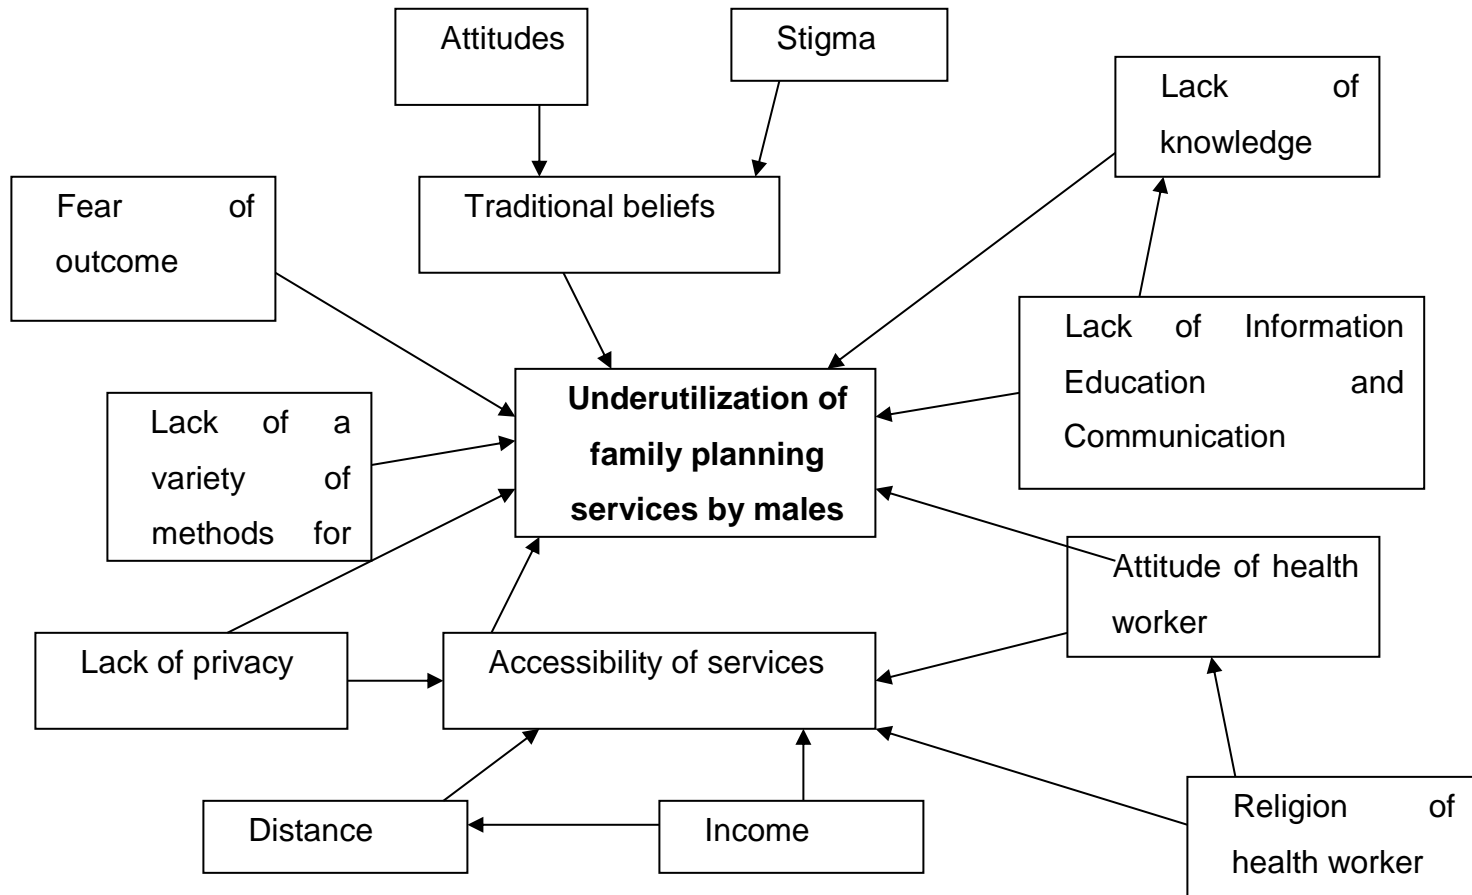 Attitudes
Stigma
Lack of
knowledge
Fear of
outcome
Traditional beliefs
Lack of Information
Education and
Communication
Underutilization of
family planning
services by males
Lack of a
variety of
methods for
Attitude of health
worker
Lack of privacy
Accessibility of services
Distance
Income
Religion of
health worker